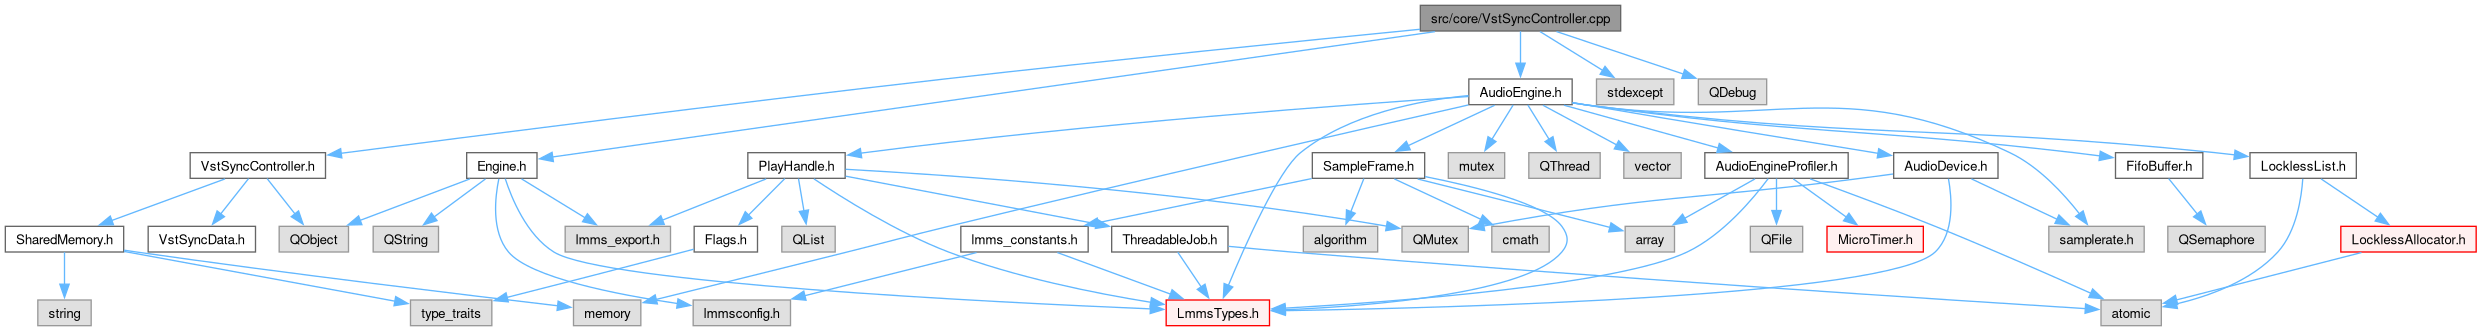 src/core/VstSyncController.cpp
AudioEngine.h
stdexcept
QDebug
VstSyncController.h
Engine.h
PlayHandle.h
SampleFrame.h
mutex
QThread
vector
AudioEngineProfiler.h
AudioDevice.h
FifoBuffer.h
LocklessList.h
SharedMemory.h
VstSyncData.h
QObject
QString
lmms_export.h
Flags.h
QList
lmms_constants.h
ThreadableJob.h
algorithm
QMutex
cmath
array
QFile
MicroTimer.h
samplerate.h
QSemaphore
LocklessAllocator.h
string
type_traits
memory
lmmsconfig.h
LmmsTypes.h
atomic